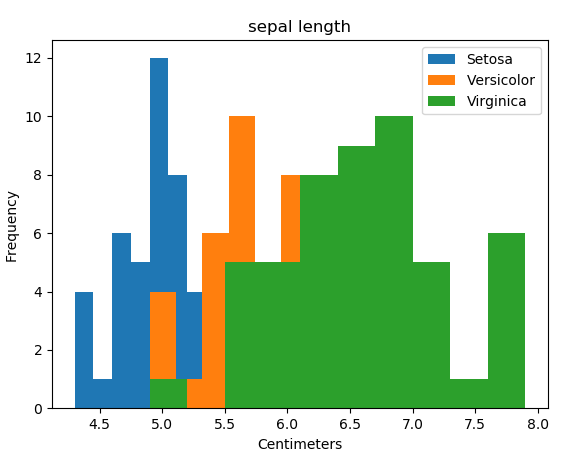 sepal length
Setosa
Versicolor
Virginica
Frequency
12
10
8
6
4
2
0
4.5 5.0 5.5 6.0 6.5 7.0 7.5 8.0
Centimeters